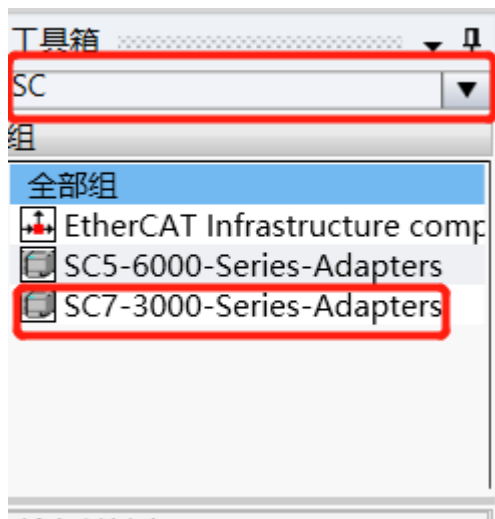 工具箱
SC
组
全部组
EtherCAT Infrastructure comp
SC5-6000-Series-Adapters
SC7-3000-Series-Adapters